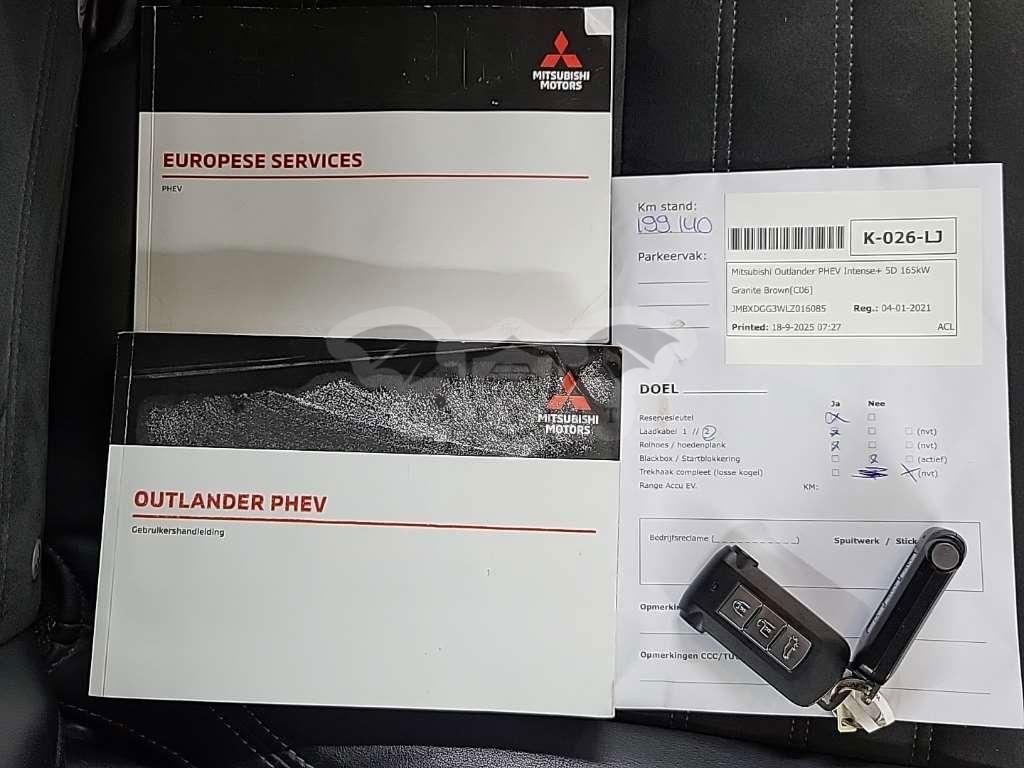 MITSUBISHI
MOTORS
EUROPESE SERVICES
PHEV
MITSUBISHI
MOTORS
OUTLANDER PHEV
Gebruikershandleiding
Km stand:
199.140
Parkeervak:
K-026-LJ
Mitsubishi Outlander PHEV Intense+ 5D 165kW
Granite Brown[C06]
JMBXDGG3WLZ016085 Reg.: 04-01-2021
Printed: 18-9-2025 07:27 ACL
DOEL
Ja Nee
Reservesleutel
Laadkabel 1 // 2 (nvt)
Rolhoes / hoedenplank (nvt)
Blackbox / Startblokkering (actief)
Trekhaak compleet (losse kogel) (nvt)
Range Accu EV. KM:
Bedrijfsreclame (_ _ _ _ _ _ _ _ _ _) Spuitwerk / Stick
Opmerkin
Opmerkingen CCC/TU